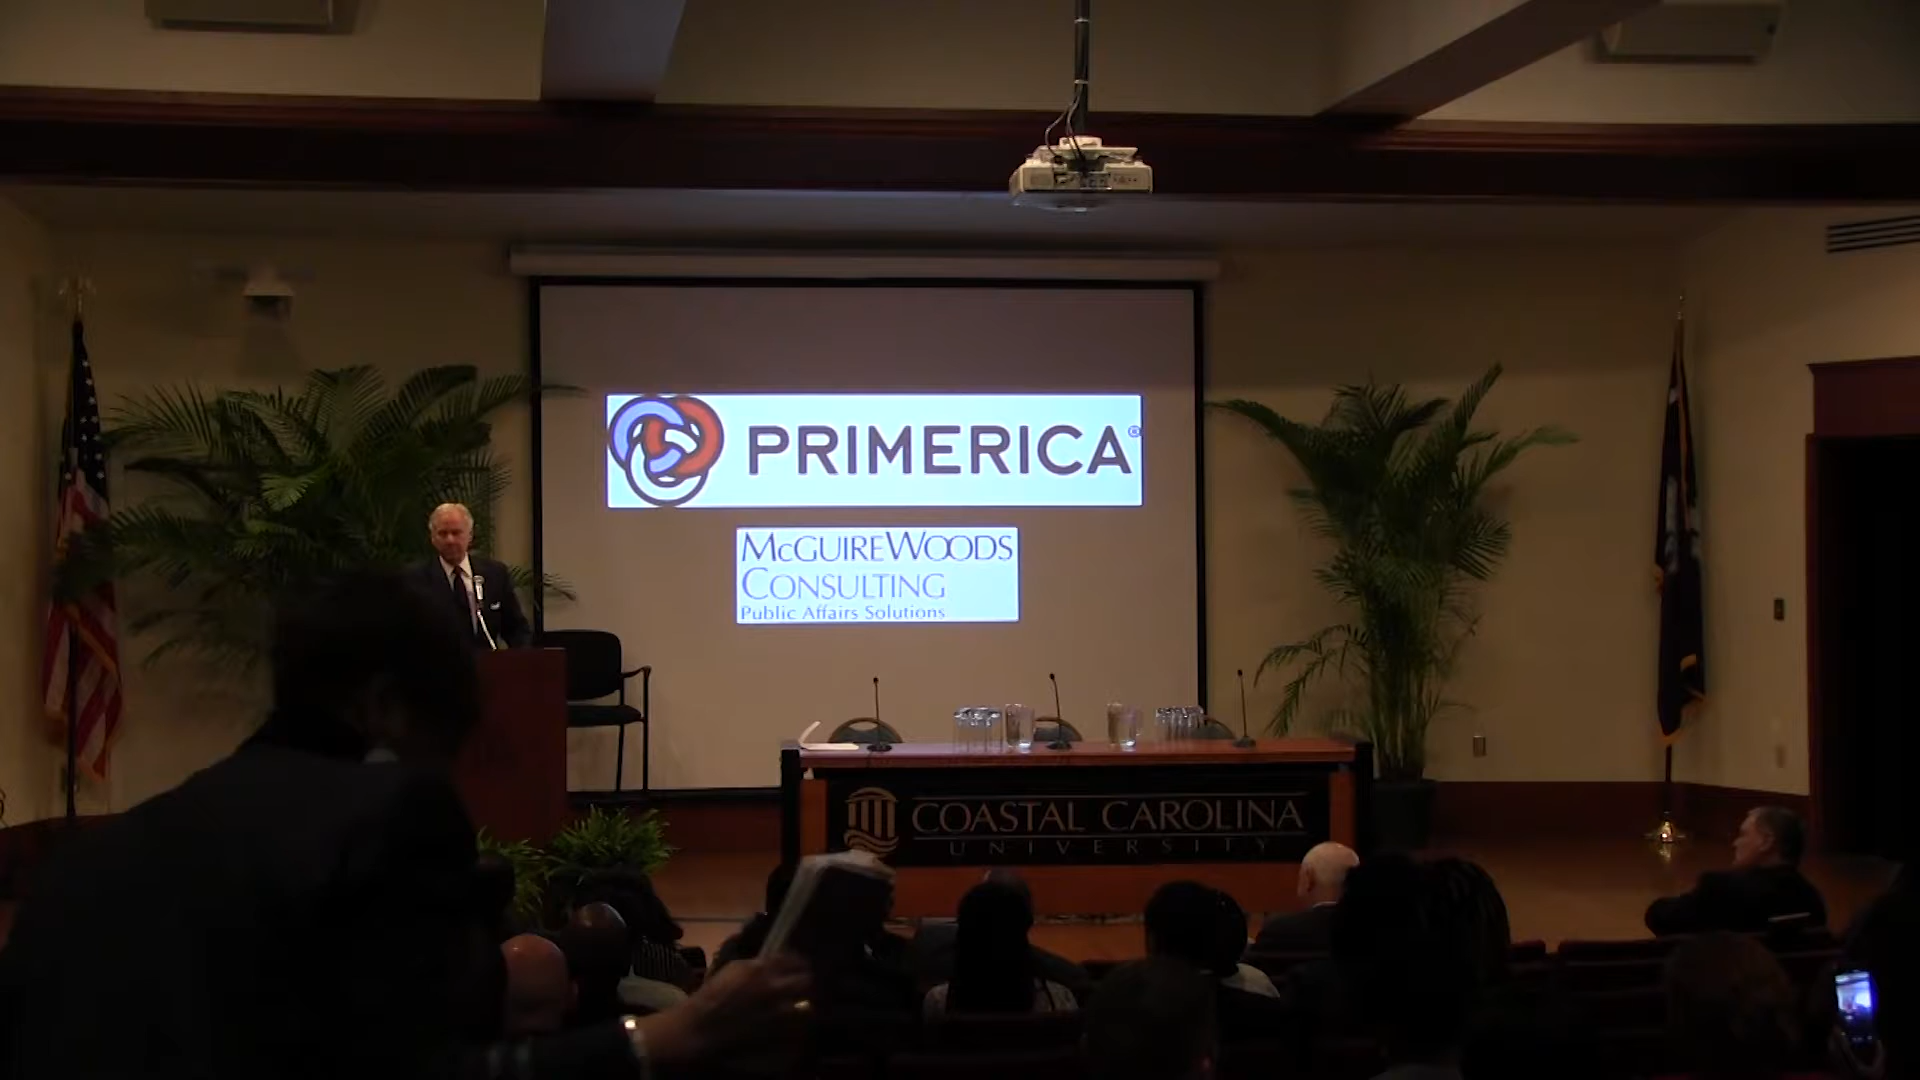 PRIMERICA®
McGuireWoods
Consulting
Public Affairs Solutions
COASTAL CAROLINA
UNIVERSITY